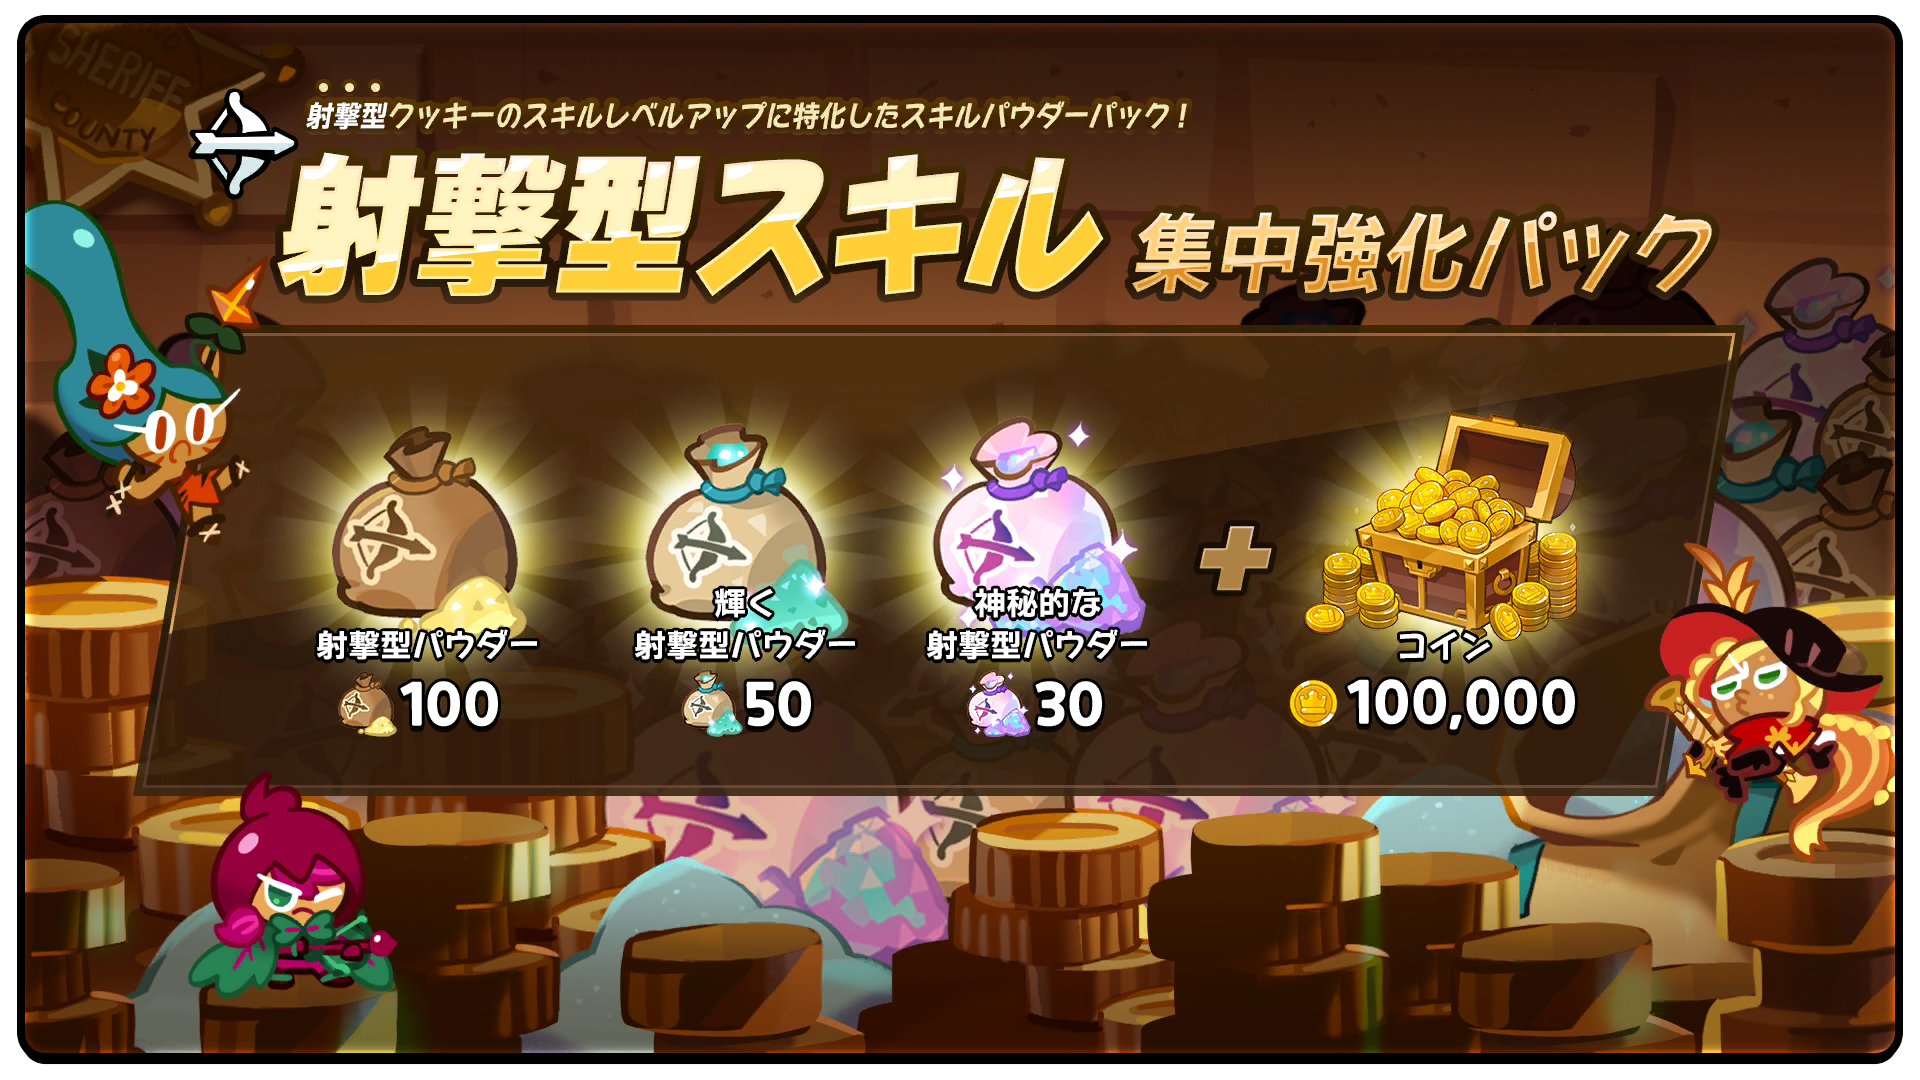 SHERIFF
COUNTY
射撃型クッキーのスキルレベルアップに特化したスキルパウダーパック！
射撃型スキル 集中強化パック
輝く
神秘的な
射撃型パウダー
射撃型パウダー
射撃型パウダー
コイン
100
50
30
100,000